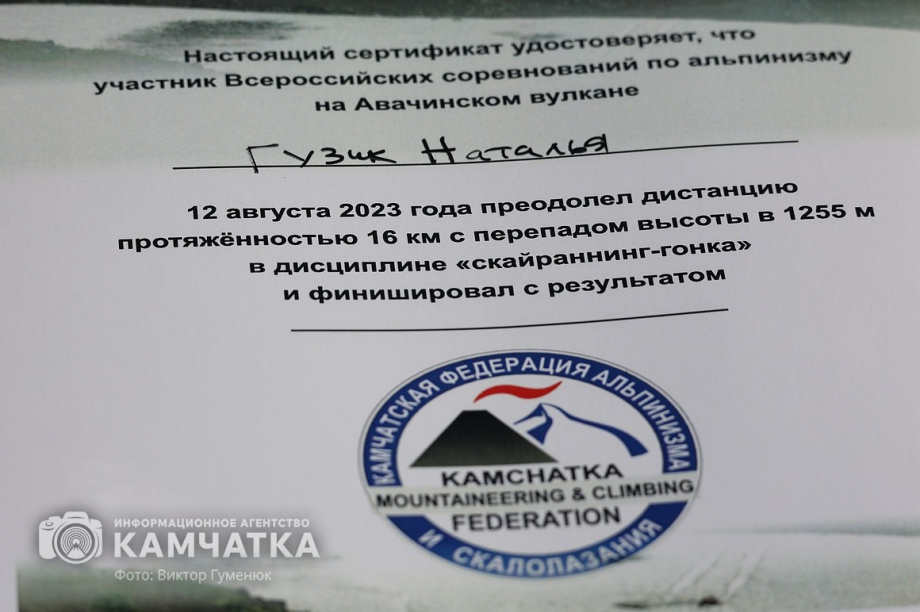 Настоящий сертификат удостоверяет, что
участник Всероссийских соревнований по альпинизму
на Авачинском вулкане
Гузик Наталья
12 августа 2023 года преодолел дистанцию
протяжённостью 16 км с перепадом высоты в 1255 м
в дисциплине «скайраннинг-гонка»
и финишировал с результатом
КАМЧАТСКАЯ ФЕДЕРАЦИЯ АЛЬПИНИЗМА
KAMCHATKA
MOUNTAINEERING & CLIMBING
FEDERATION
И СКАЛОЛАЗАНИЯ
ИНФОРМАЦИОННОЕ АГЕНТСТВО
КАМЧАТКА
Фото: Виктор Гуменюк